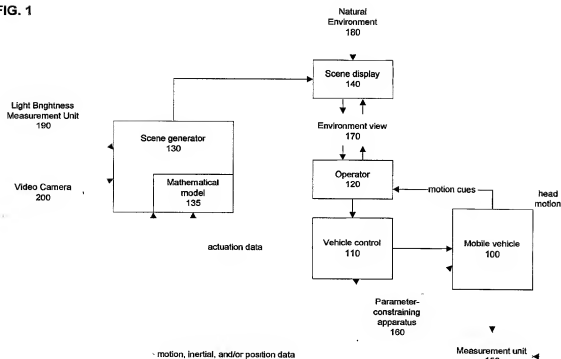 FIG. 1
Natural
Environment
180
Scene display
140
Light Brightness
Measurement Unit
190
Scene generator
130
Environment view
170
Video Camera
200
Mathematical
model
135
Operator
120
motion cues
head
motion
actuation data
Vehicle control
110
Mobile vehicle
100
Parameter-
constraining
apparatus
160
motion, inertial, and/or position data
Measurement unit